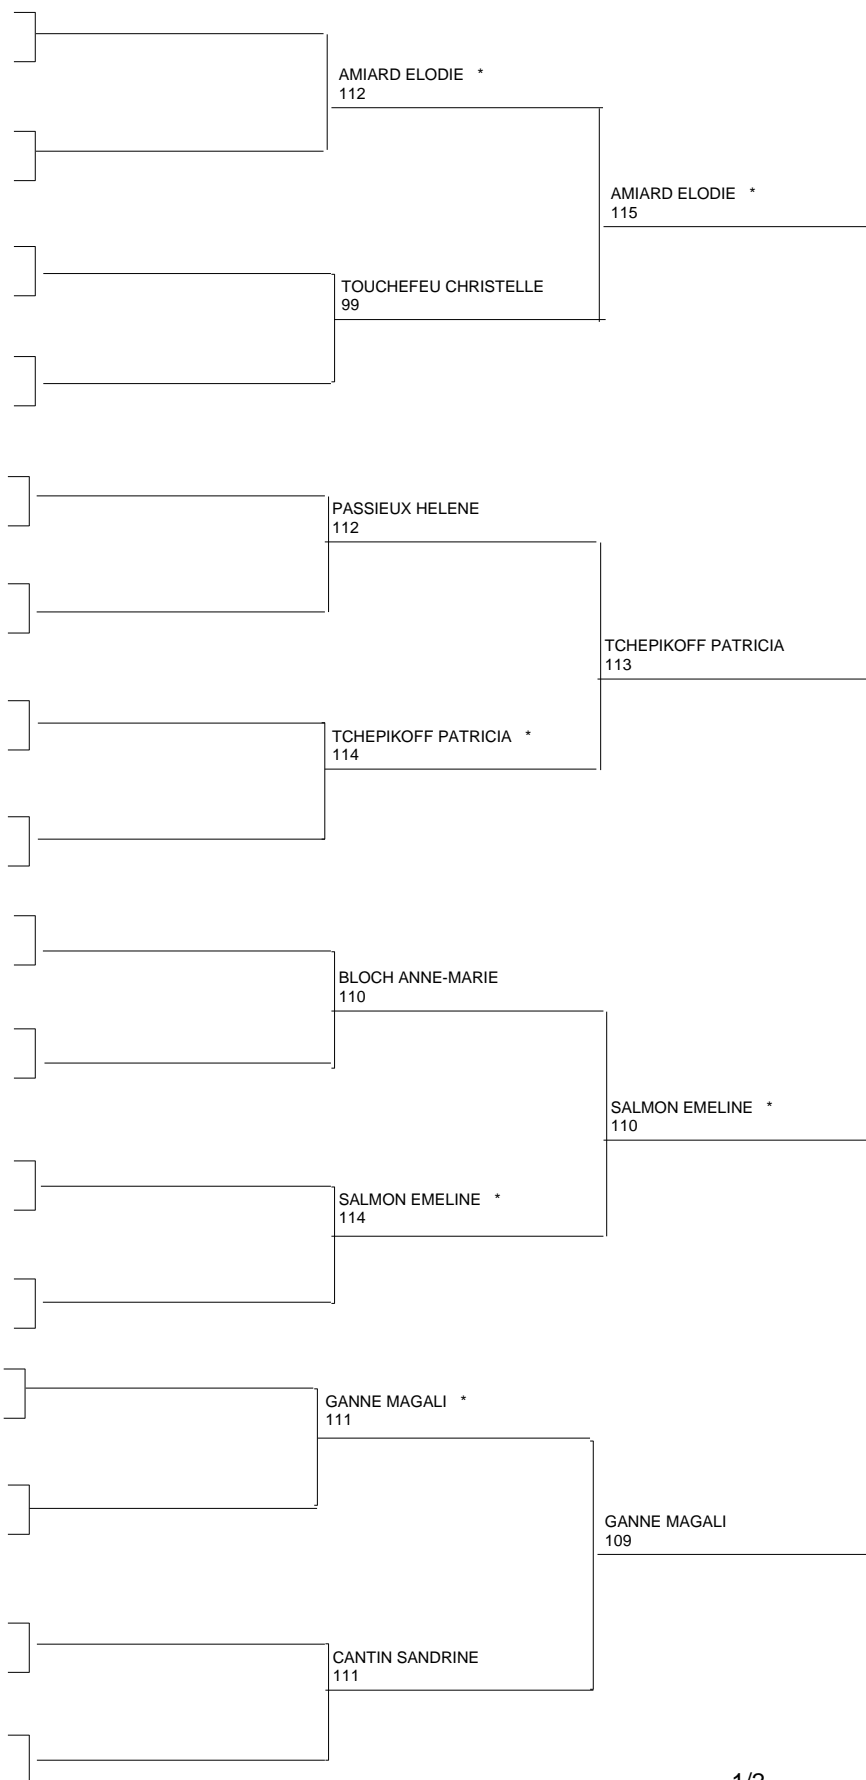 AMIARD ELODIE *
112
AMIARD ELODIE *
115
TOUCHEFEU CHRISTELLE
99
PASSIEUX HELENE
112
TCHEPIKOFF PATRICIA
113
TCHEPIKOFF PATRICIA *
114
BLOCH ANNE-MARIE
110
SALMON EMELINE *
110
SALMON EMELINE *
114
GANNE MAGALI *
111
GANNE MAGALI
109
CANTIN SANDRINE
111